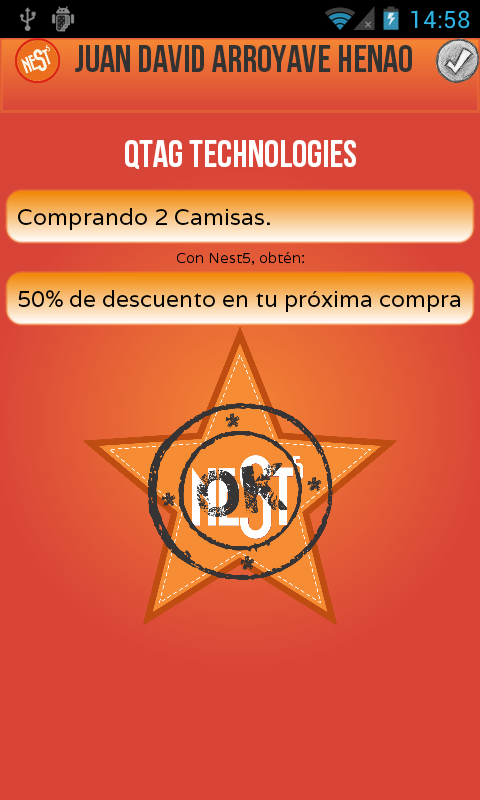 14:58
NEST5
JUAN DAVID ARROYAVE HENAO
QTAG TECHNOLOGIES
Comprando 2 Camisas.
Con Nest5, obtén:
50% de descuento en tu próxima compra
NEST5
OK